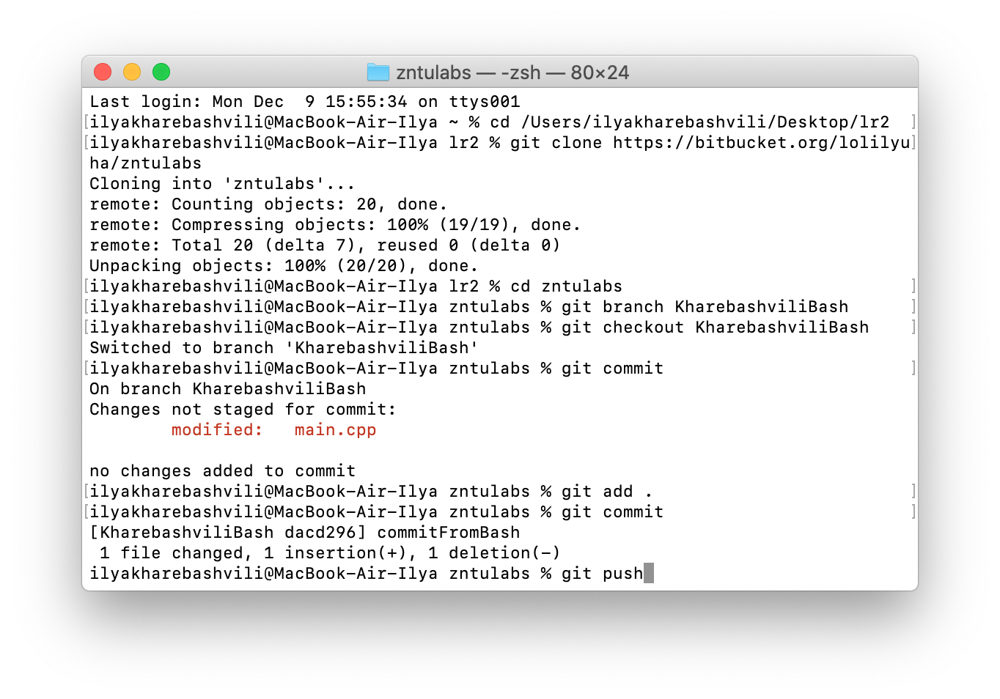 zntulabs — -zsh — 80×24
Last login: Mon Dec  9 15:55:34 on ttys001
[ilyakharebashvili@MacBook-Air-Ilya ~ % cd /Users/ilyakharebashvili/Desktop/lr2  ]
[ilyakharebashvili@MacBook-Air-Ilya lr2 % git clone https://bitbucket.org/lolilyu]
ha/zntulabs
Cloning into 'zntulabs'...
remote: Counting objects: 20, done.
remote: Compressing objects: 100% (19/19), done.
remote: Total 20 (delta 7), reused 0 (delta 0)
Unpacking objects: 100% (20/20), done.
[ilyakharebashvili@MacBook-Air-Ilya lr2 % cd zntulabs                            ]
[ilyakharebashvili@MacBook-Air-Ilya zntulabs % git branch KharebashviliBash      ]
[ilyakharebashvili@MacBook-Air-Ilya zntulabs % git checkout KharebashviliBash    ]
Switched to branch 'KharebashviliBash'
[ilyakharebashvili@MacBook-Air-Ilya zntulabs % git commit                        ]
On branch KharebashviliBash
Changes not staged for commit:
        modified:   main.cpp
no changes added to commit
[ilyakharebashvili@MacBook-Air-Ilya zntulabs % git add .                         ]
[ilyakharebashvili@MacBook-Air-Ilya zntulabs % git commit                        ]
[KharebashviliBash dacd296] commitFromBash
 1 file changed, 1 insertion(+), 1 deletion(-)
ilyakharebashvili@MacBook-Air-Ilya zntulabs % git push